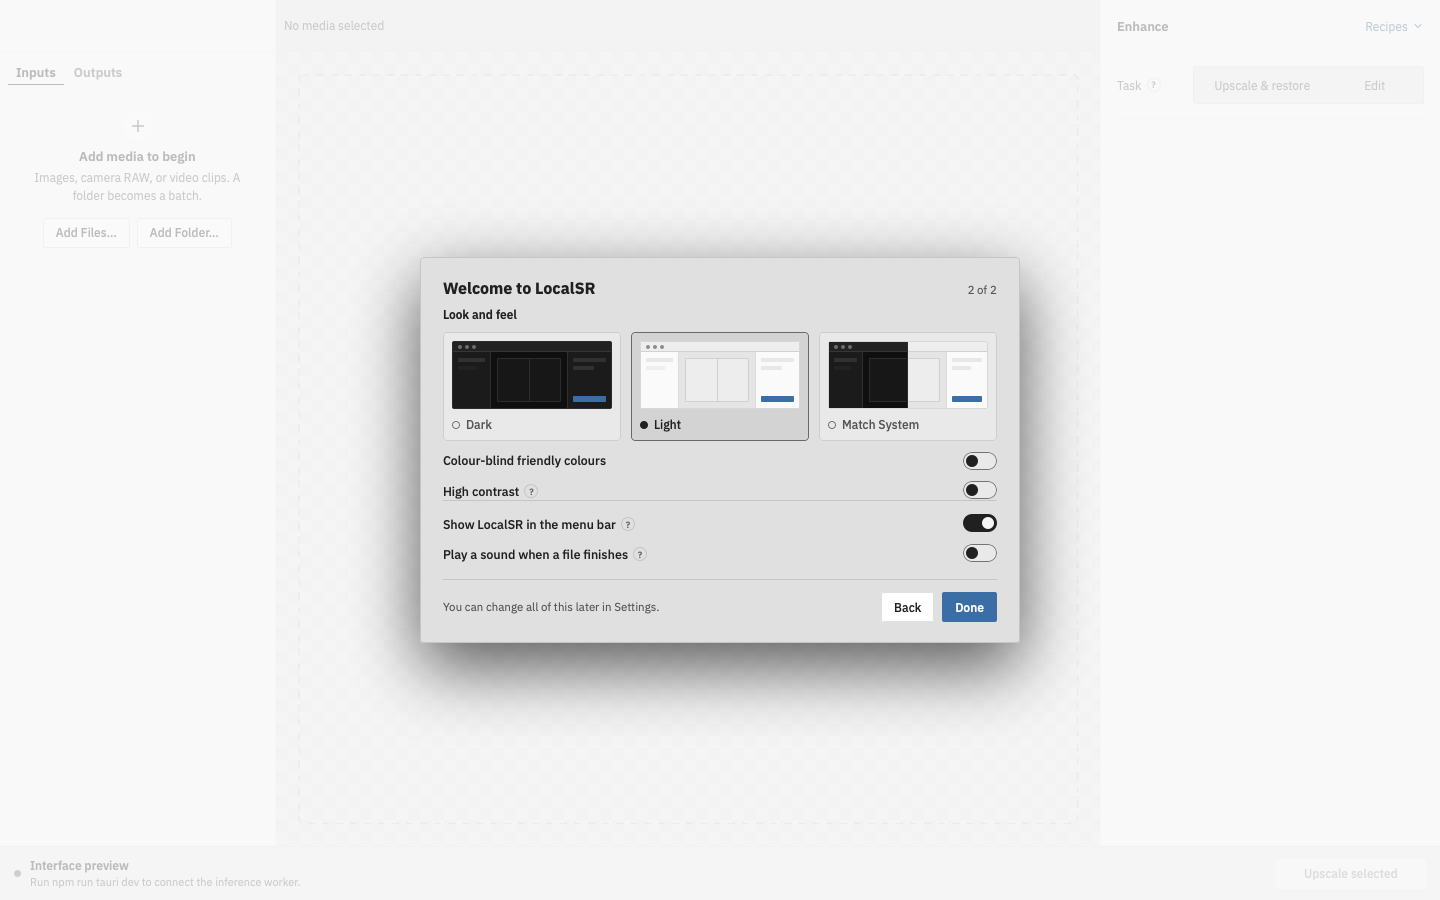 No media selected
Enhance
Recipes
Inputs
Outputs
Task ?
Upscale & restore
Edit
Add media to begin
Images, camera RAW, or video clips. A
folder becomes a batch.
Add Files...
Add Folder...
Welcome to LocalSR
2 of 2
Look and feel
Dark
Light
Match System
Colour-blind friendly colours
High contrast ?
Show LocalSR in the menu bar ?
Play a sound when a file finishes ?
You can change all of this later in Settings.
Back
Done
Interface preview
Run npm run tauri dev to connect the inference worker.
Upscale selected